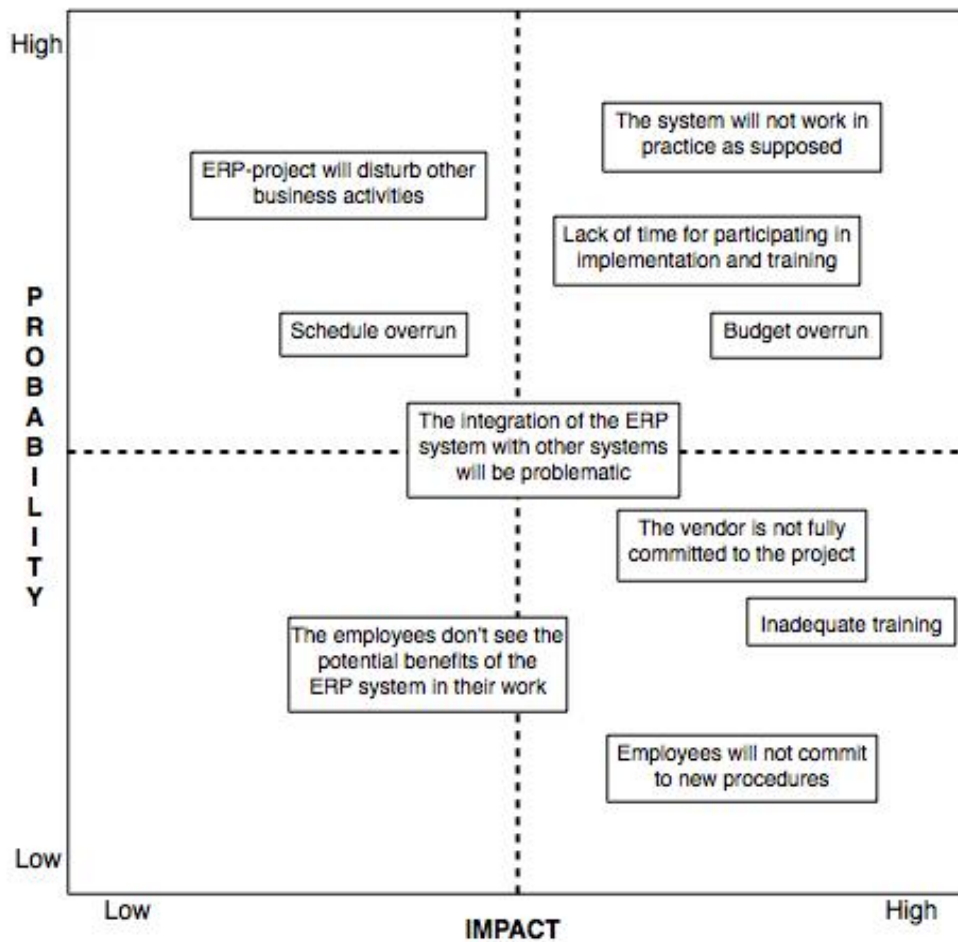 High
The system will not work in
practice as supposed
ERP-project will disturb other
business activities
Lack of time for participating in
implementation and training
PROBABILITY
Schedule overrun
Budget overrun
The integration of the ERP
system with other systems
will be problematic
The vendor is not fully
committed to the project
Inadequate training
The employees don't see the
potential benefits of the
ERP system in their work
Employees will not commit
to new procedures
Low
Low
High
IMPACT